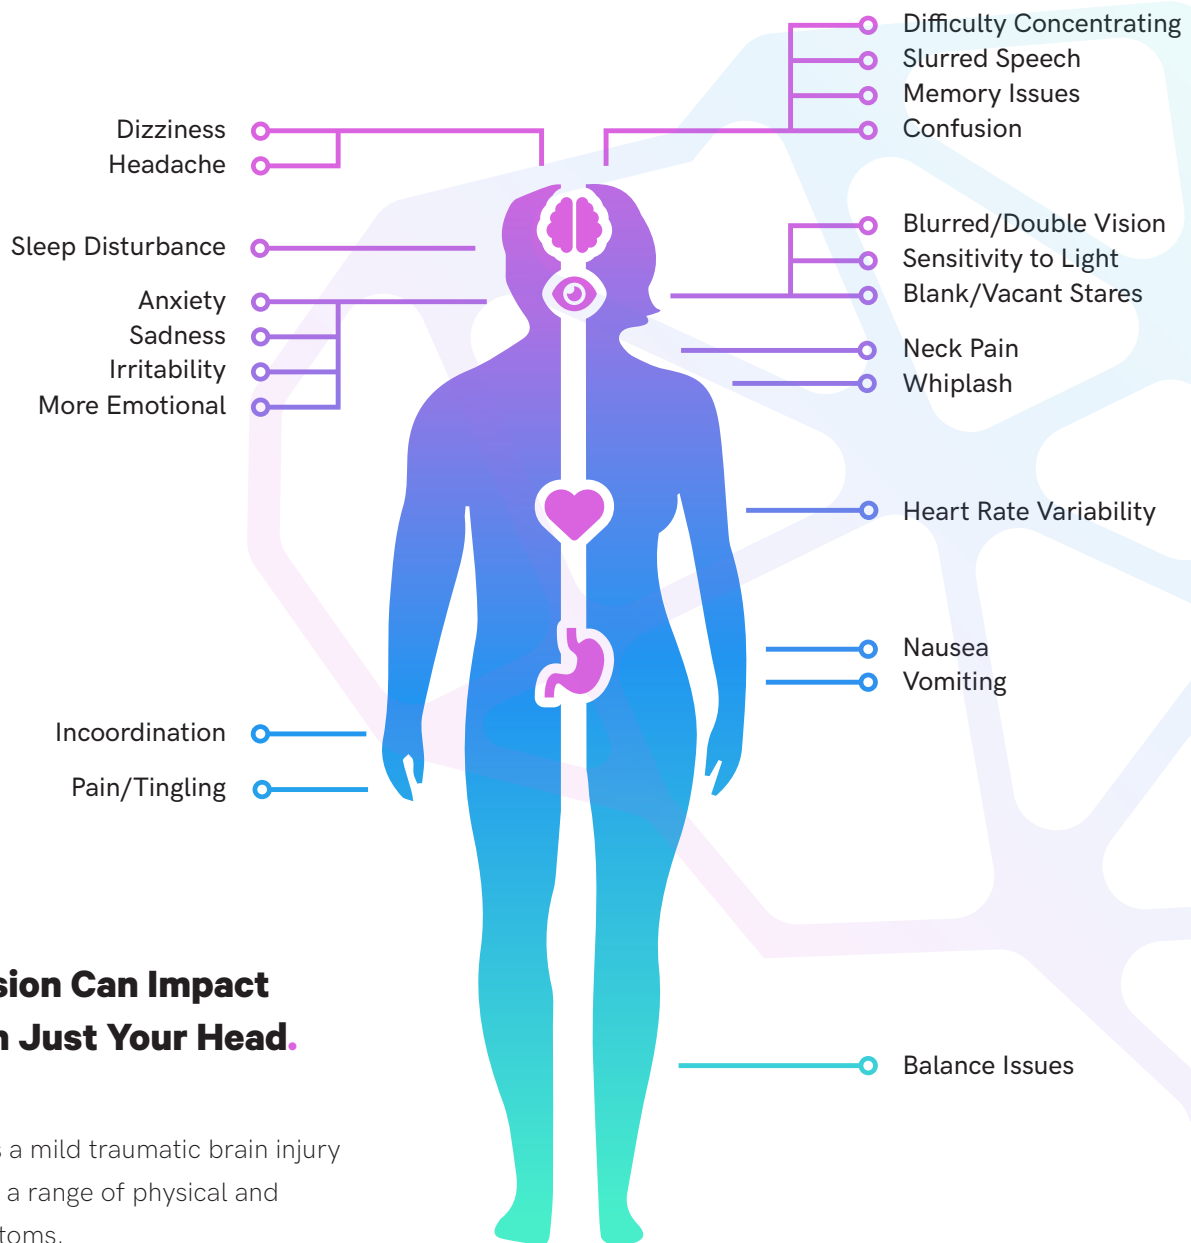 Difficulty Concentrating
Slurred Speech
Memory Issues
Confusion
Dizziness
Headache
Sleep Disturbance
Anxiety
Sadness
Irritability
More Emotional
Blurred/Double Vision
Sensitivity to Light
Blank/Vacant Stares
Neck Pain
Whiplash
Heart Rate Variability
Nausea
Vomiting
Incoordination
Pain/Tingling
Balance Issues
Can Impact
Just Your Head.
a mild traumatic brain injury
a range of physical and